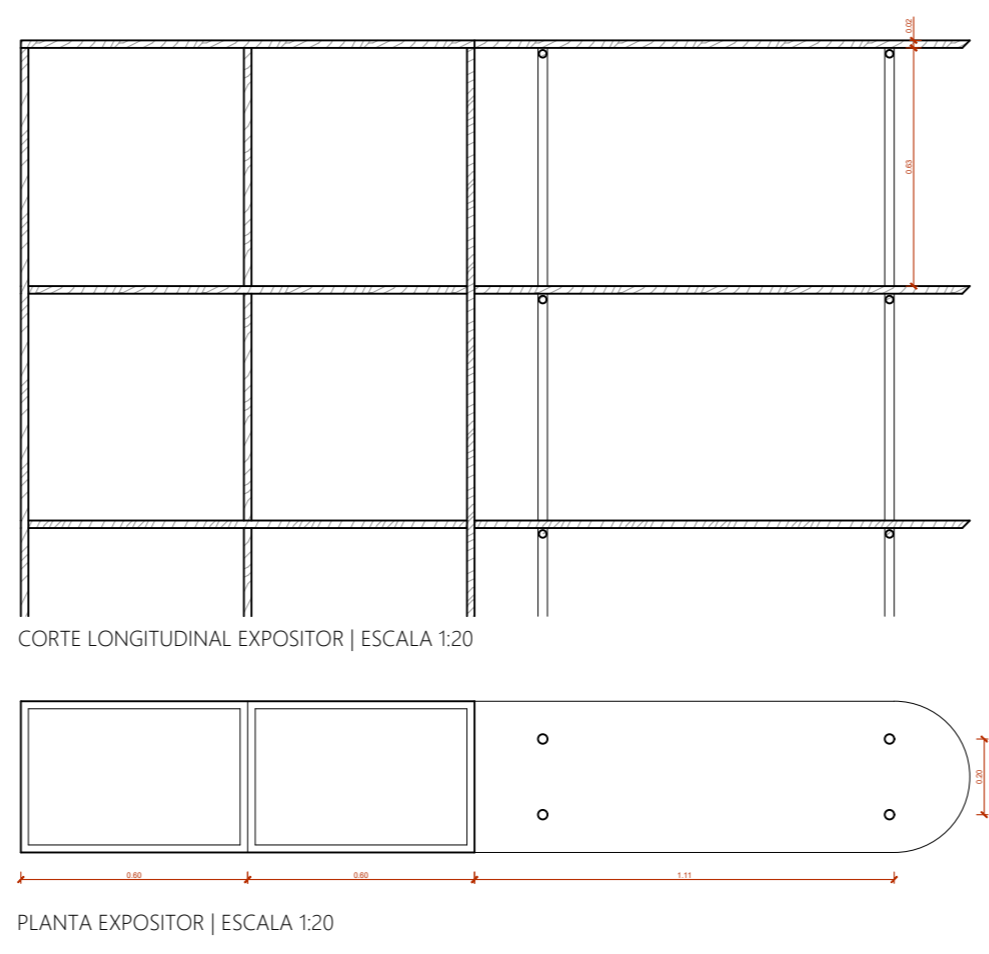 0.02
0.63
CORTE LONGITUDINAL EXPOSITOR | ESCALA 1:20
0.20
0.60 0.60 1.11
PLANTA EXPOSITOR | ESCALA 1:20